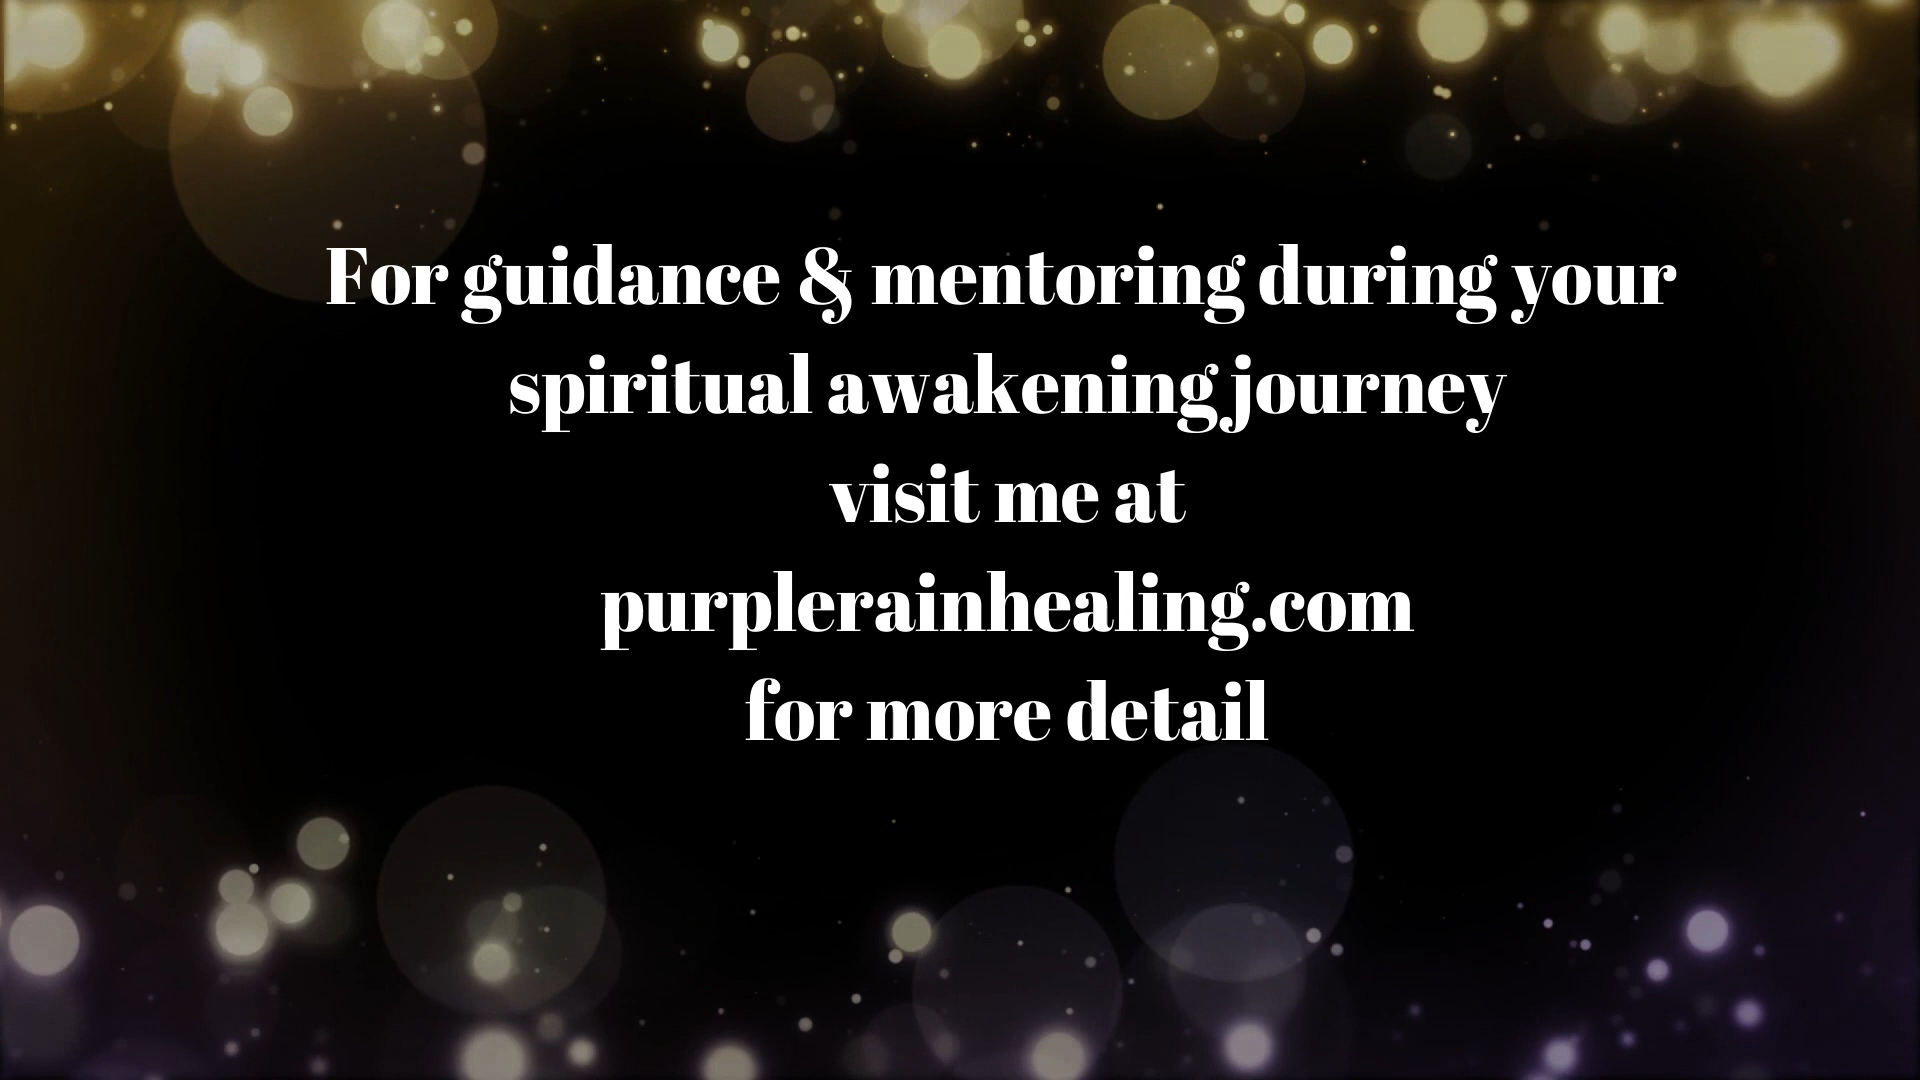 For guidance & mentoring during your
spiritual awakening journey
visit me at
purplerainhealing.com
for more detail